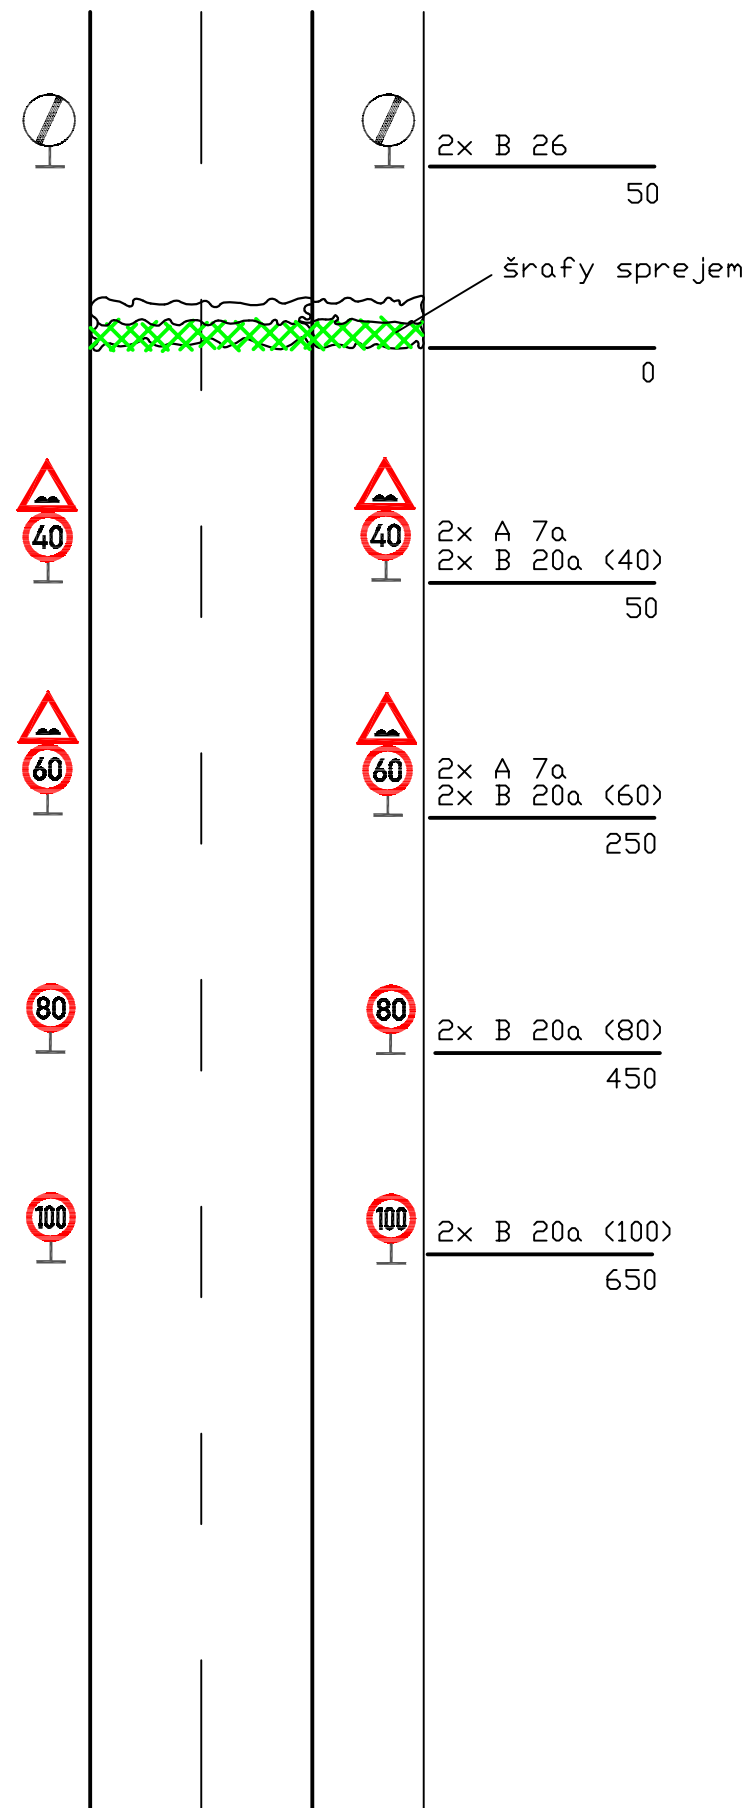 2x B 26
50
šrafy sprejem
0
40
40
2x A 7a
2x B 20a (40)
50
60
60
2x A 7a
2x B 20a (60)
250
80
80
2x B 20a (80)
450
100
100
2x B 20a (100)
650